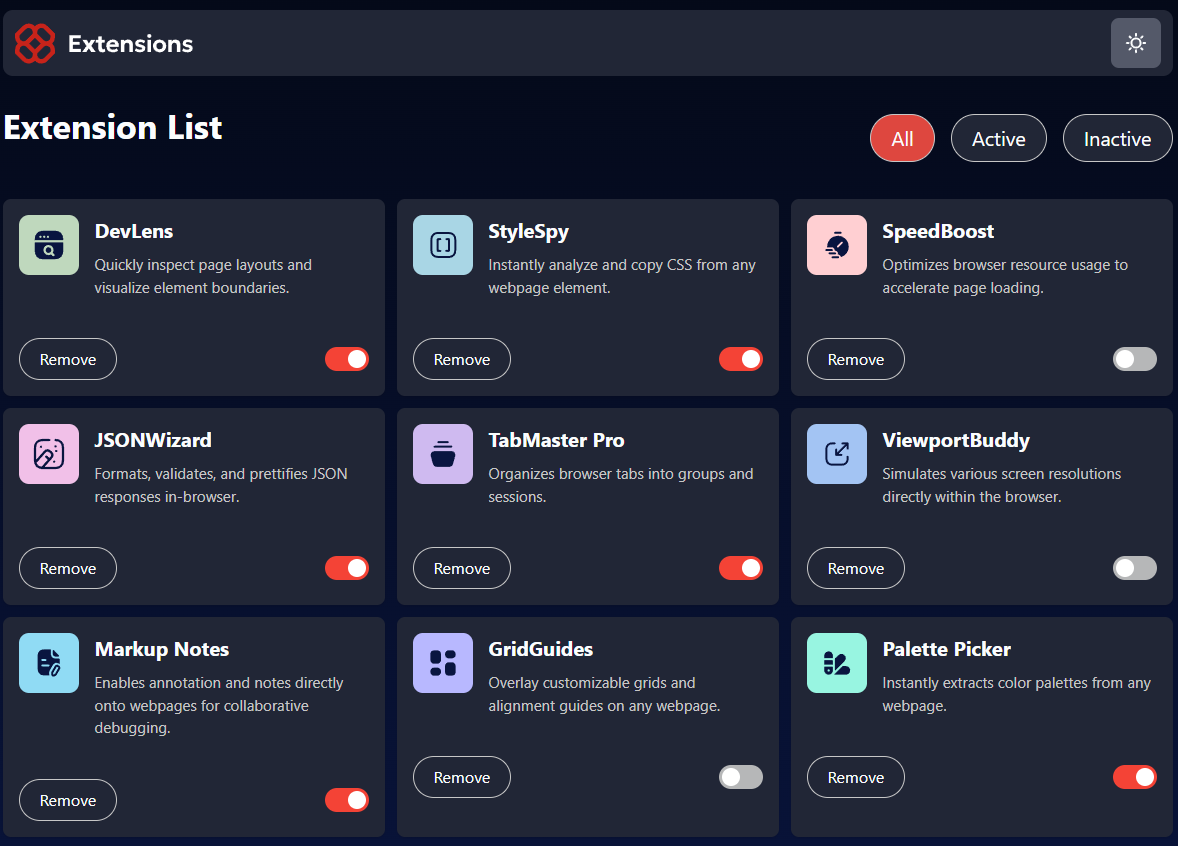 Extensions
Extension List
All
Active
Inactive
DevLens
Quickly inspect page layouts and
visualize element boundaries.
Remove
StyleSpy
Instantly analyze and copy CSS from any
webpage element.
Remove
SpeedBoost
Optimizes browser resource usage to
accelerate page loading.
Remove
JSONWizard
Formats, validates, and prettifies JSON
responses in-browser.
Remove
TabMaster Pro
Organizes browser tabs into groups and
sessions.
Remove
ViewportBuddy
Simulates various screen resolutions
directly within the browser.
Remove
Markup Notes
Enables annotation and notes directly
onto webpages for collaborative
debugging.
Remove
GridGuides
Overlay customizable grids and
alignment guides on any webpage.
Remove
Palette Picker
Instantly extracts color palettes from any
webpage.
Remove